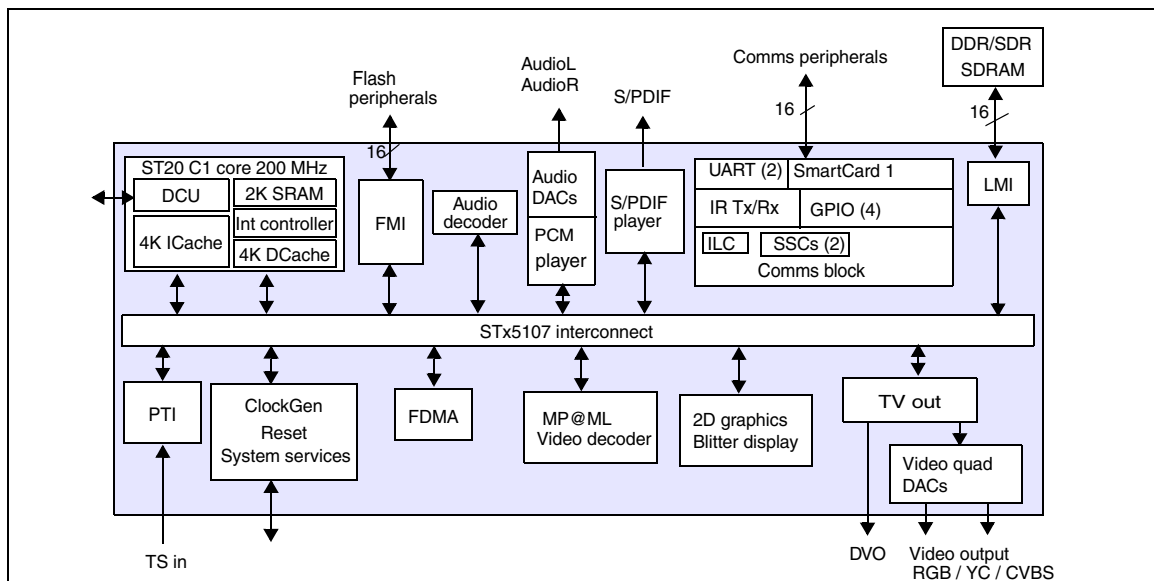 DDR/SDR
SDRAM
Comms peripherals
AudioL
AudioR
Flash
peripherals
S/PDIF
16
16
16
ST20 C1 core 200 MHz
DCU
2K SRAM
Int controller
4K ICache
4K DCache
FMI
Audio
decoder
Audio
DACs
PCM
player
S/PDIF
player
UART (2)
SmartCard 1
IR Tx/Rx
GPIO (4)
ILC
SSCs (2)
Comms block
LMI
STx5107 interconnect
PTI
ClockGen
Reset
System services
FDMA
MP@ML
Video decoder
2D graphics
Blitter display
TV out
Video quad
DACs
TS in
DVO
Video output
RGB / YC / CVBS